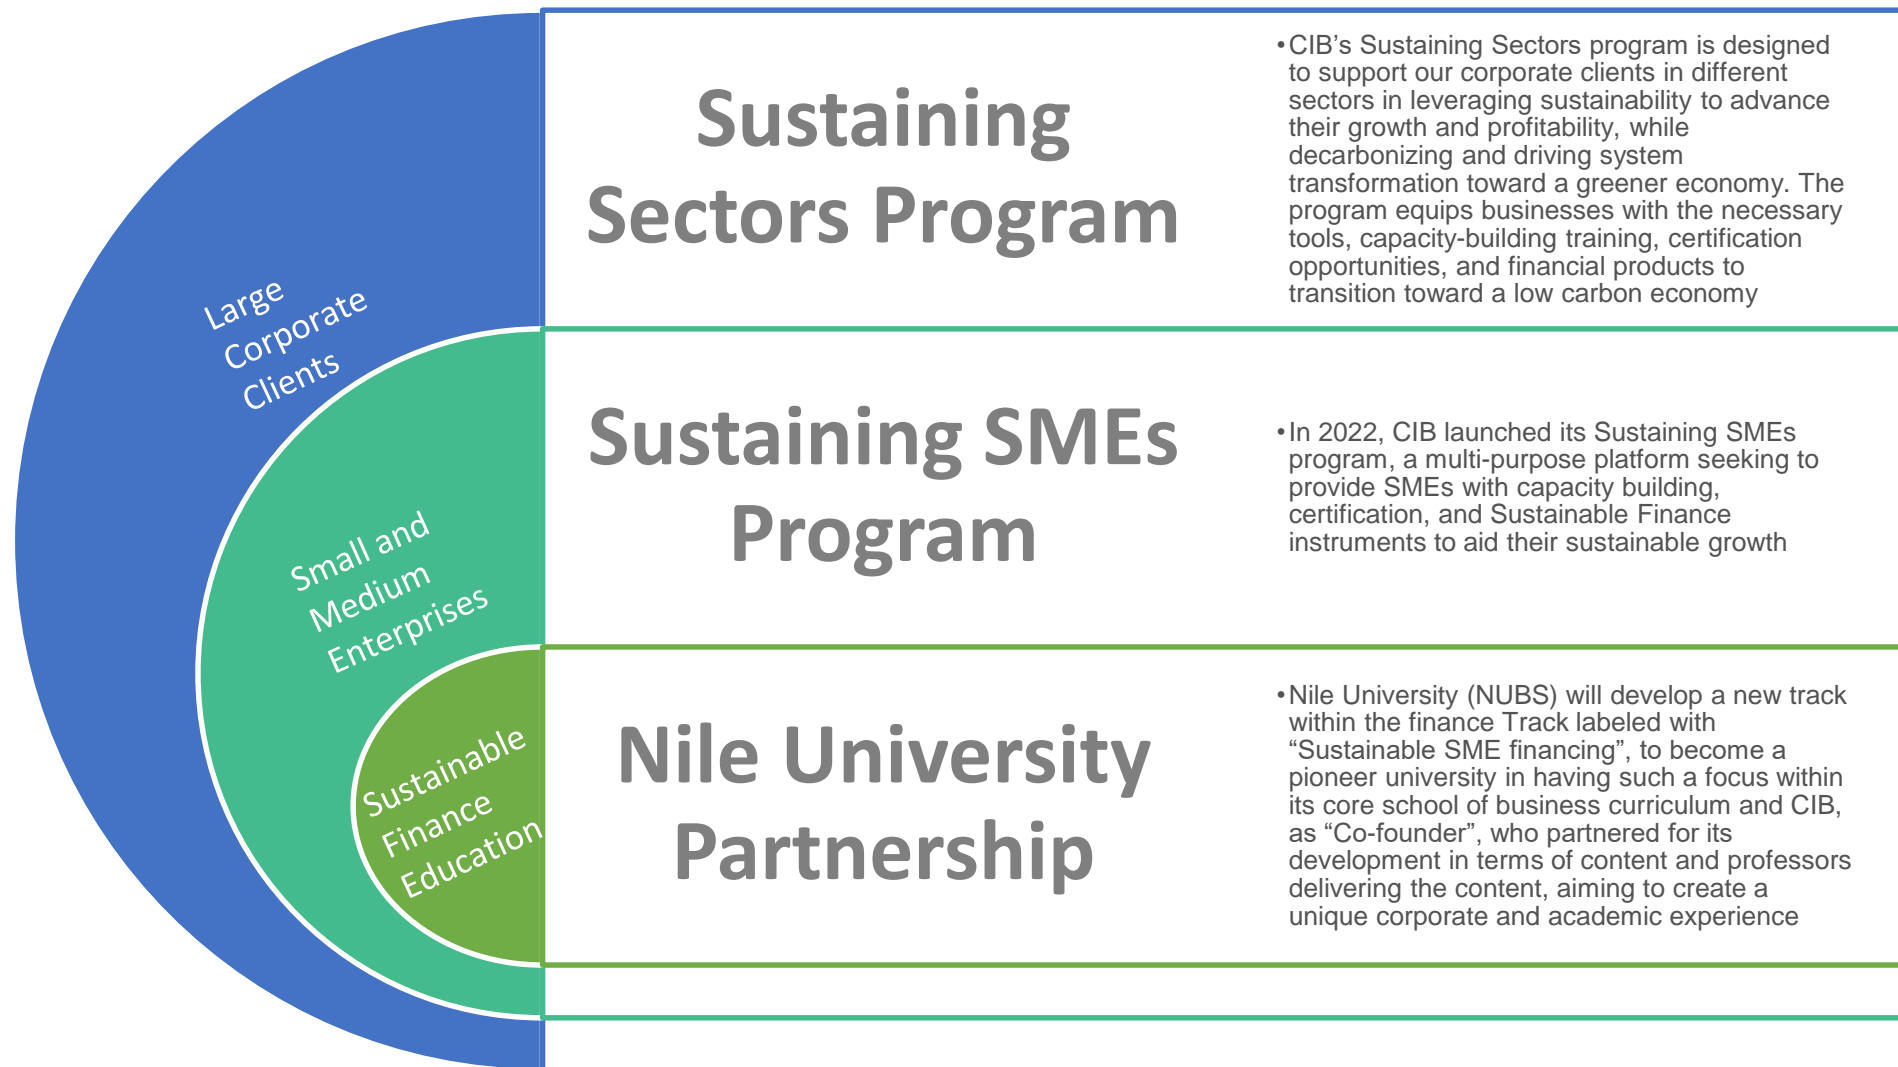 Large
Corporate
Clients
Sustaining
Sectors Program
•CIB’s Sustaining Sectors program is designed
to support our corporate clients in different
sectors in leveraging sustainability to advance
their growth and profitability, while
decarbonizing and driving system
transformation toward a greener economy. The
program equips businesses with the necessary
tools, capacity-building training, certification
opportunities, and financial products to
transition toward a low carbon economy
Small and
Medium
Enterprises
Sustaining SMEs
Program
•In 2022, CIB launched its Sustaining SMEs
program, a multi-purpose platform seeking to
provide SMEs with capacity building,
certification, and Sustainable Finance
instruments to aid their sustainable growth
Sustainable
Finance
Education
Nile University
Partnership
•Nile University (NUBS) will develop a new track
within the finance Track labeled with
“Sustainable SME financing”, to become a
pioneer university in having such a focus within
its core school of business curriculum and CIB,
as “Co-founder”, who partnered for its
development in terms of content and professors
delivering the content, aiming to create a
unique corporate and academic experience